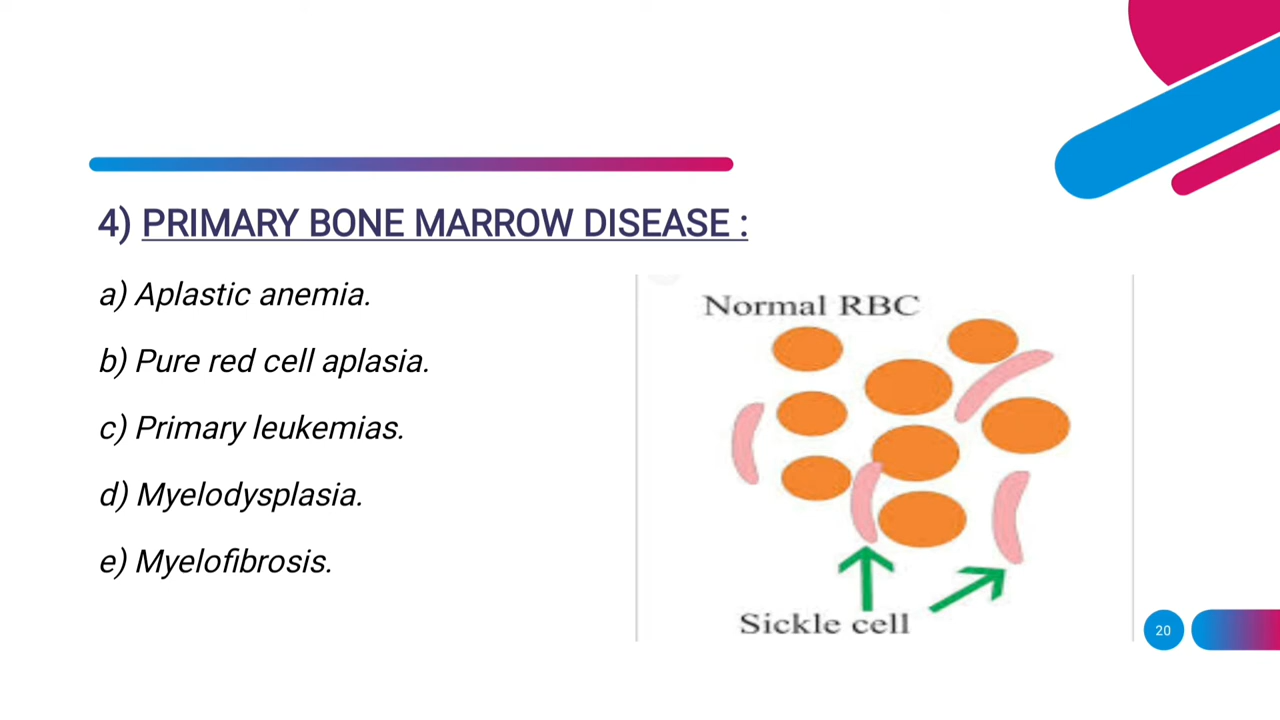 4) PRIMARY BONE MARROW DISEASE :
a) Aplastic anemia.
b) Pure red cell aplasia.
c) Primary leukemias.
d) Myelodysplasia.
e) Myelofibrosis.
Normal RBC
Sickle cell
20